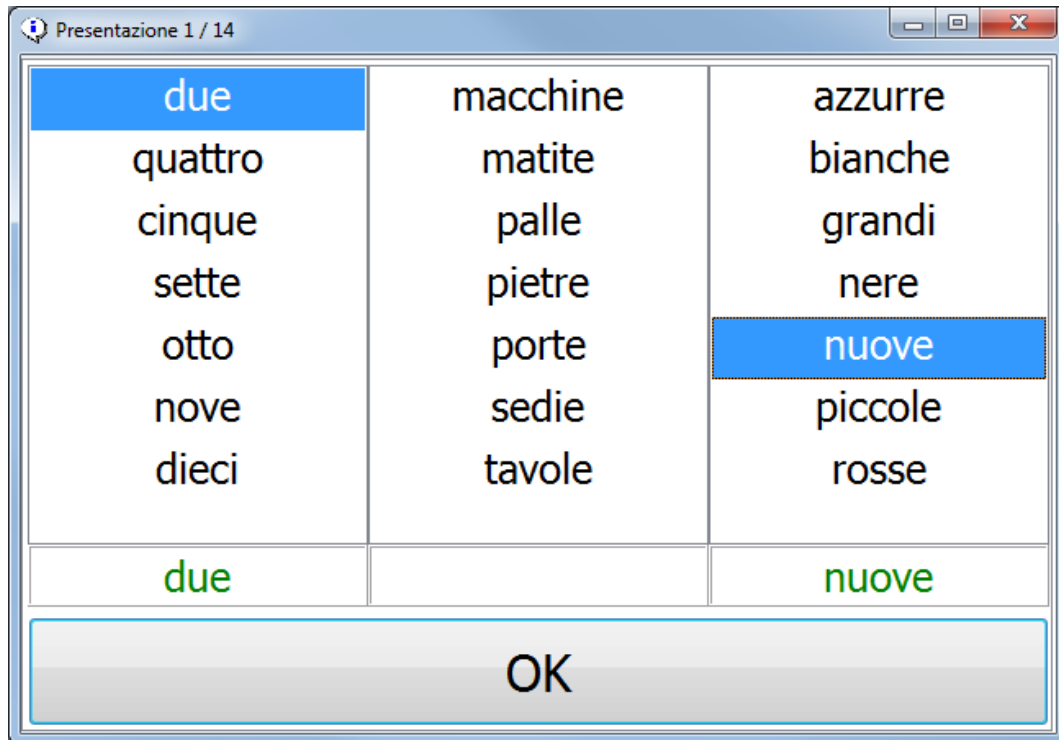 Presentazione 1 / 14
due macchine azzurre
quattro matite bianche
cinque palle grandi
sette pietre nere
otto porte nuove
nove sedie piccole
dieci tavole rosse
due nuove
OK